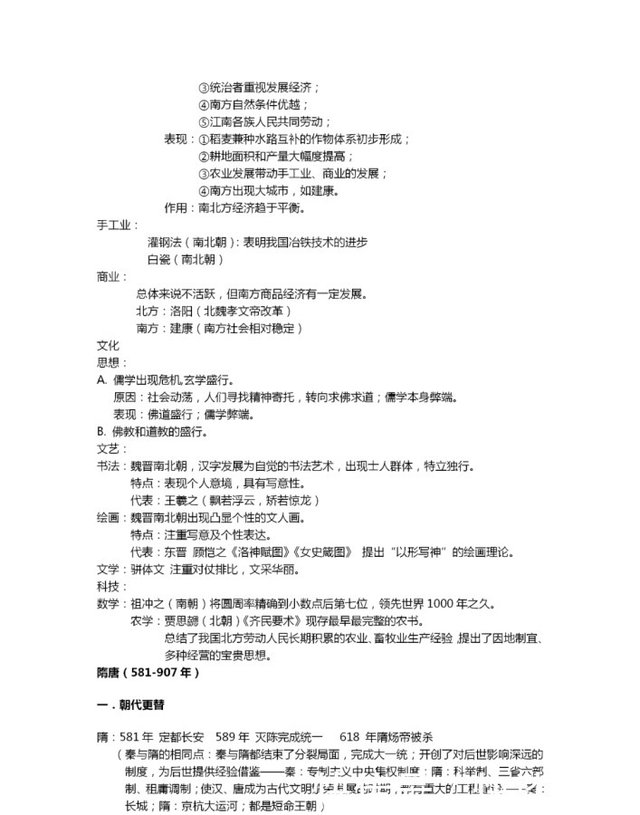 ③统治者重视发展经济；
④南方自然条件优越；
⑤江南各族人民共同劳动；
表现：①稻麦兼种水路互补的作物体系初步形成；
②耕地面积和产量大幅度提高；
③农业发展带动手工业、商业的发展；
④南方出现大城市，如建康。
作用：南北方经济趋于平衡。
手工业：
灌钢法（南北朝）：表明我国冶铁技术的进步
白瓷（南北朝）
商业：
总体来说不活跃，但南方商品经济有一定发展。
北方：洛阳（北魏孝文帝改革）
南方：建康（南方社会相对稳定）
文化
思想：
A. 儒学出现危机,玄学盛行。
原因：社会动荡，人们寻找精神寄托，转向求佛求道；儒学本身弊端。
表现：佛道盛行；儒学弊端。
B. 佛教和道教的盛行。
文艺：
书法：魏晋南北朝，汉字发展为自觉的书法艺术，出现士人群体，特立独行。
特点：表现个人意境，具有写意性。
代表：王羲之（飘若浮云，矫若惊龙）
绘画：魏晋南北朝出现凸显个性的文人画。
特点：注重写意及个性表达。
代表：东晋 顾恺之《洛神赋图》《女史箴图》 提出“以形写神”的绘画理论。
文学：骈体文 注重对仗排比，文采华丽。
科技：
数学：祖冲之（南朝）将圆周率精确到小数点后第七位，领先世界1000年之久。
农学：贾思勰（北朝）《齐民要术》现存最早最完整的农书。
总结了我国北方劳动人民长期积累的农业、畜牧业生产经验,提出了因地制宜、
多种经营的宝贵思想。
隋唐（581-907年）
一．朝代更替
隋：581年 定都长安 589年 灭陈完成统一 618 年隋炀帝被杀
（秦与隋的相同点：秦与隋都结束了分裂局面，完成大一统；开创了对后世影响深远的
制度，为后世提供经验借鉴——秦：专制主义中央集权制度：隋：科举制、三省六部
制、租庸调制；使汉、唐成为古代文明 有重大的工程
长城；隋：京杭大运河；都是短命王朝）